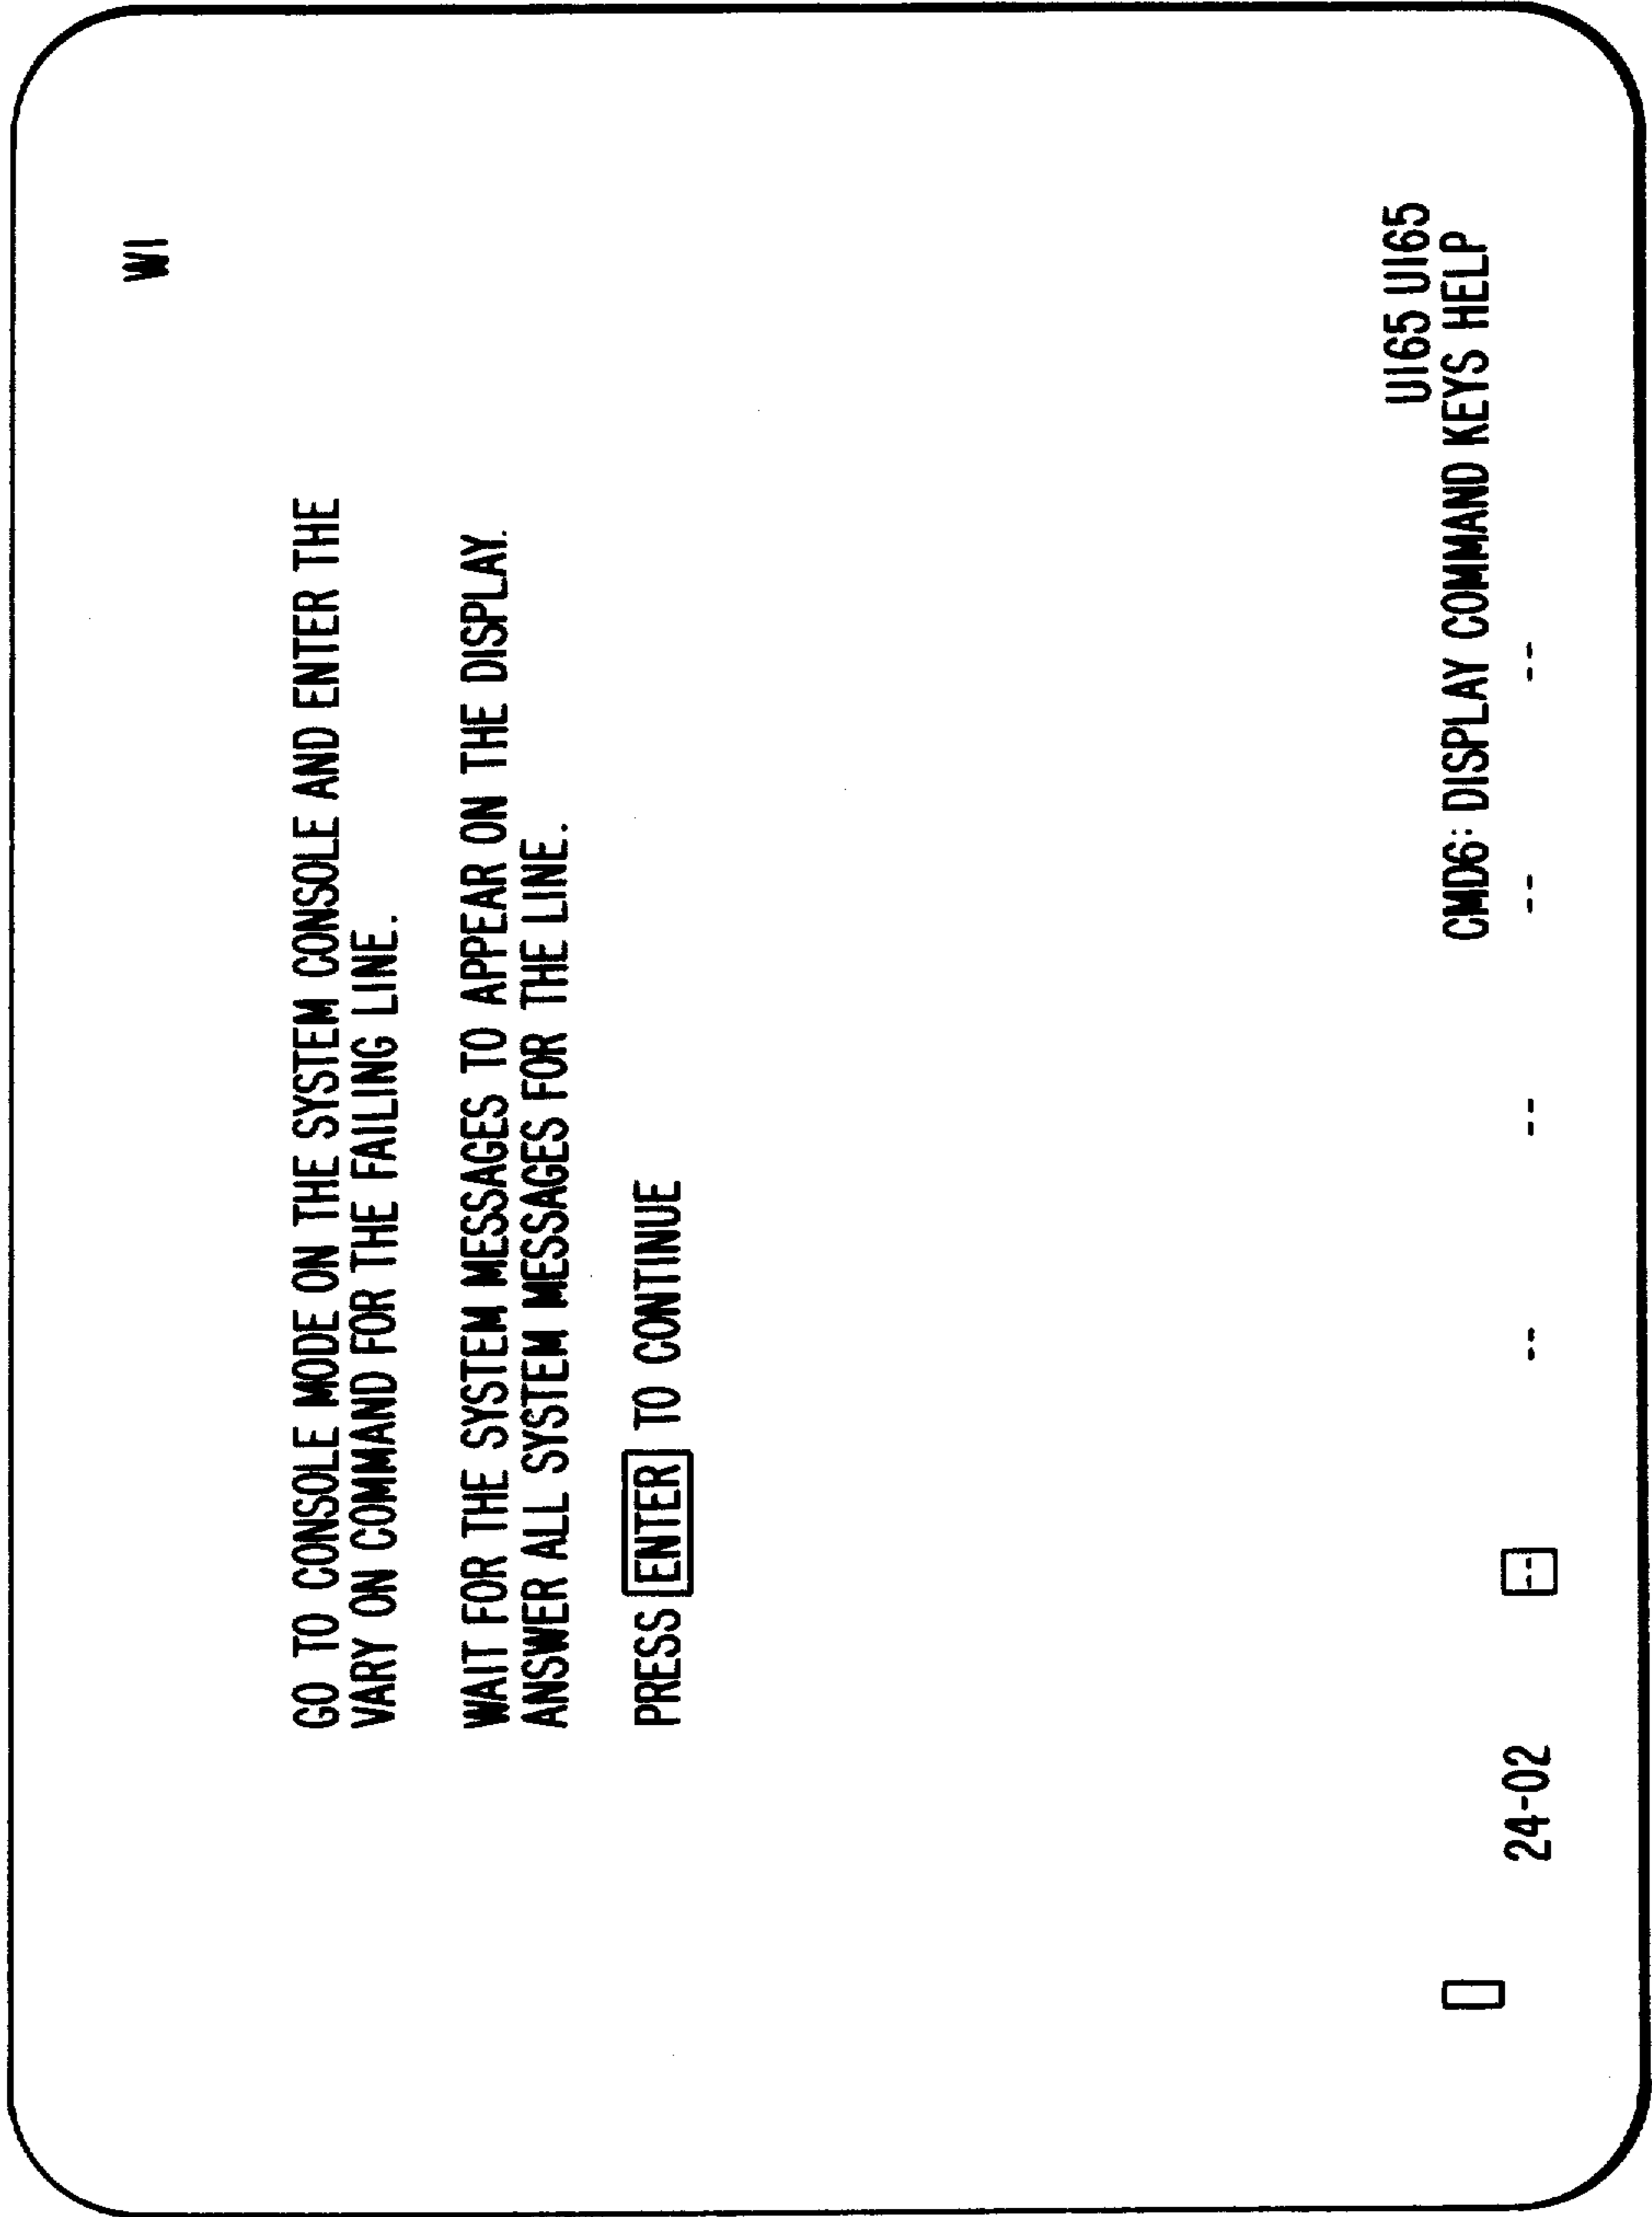 WI
GO TO CONSOLE MODE ON THE SYSTEM CONSOLE AND ENTER THE
VARY ON COMMAND FOR THE FAILING LINE.
WAIT FOR THE SYSTEM MESSAGES TO APPEAR ON THE DISPLAY.
ANSWER ALL SYSTEM MESSAGES FOR THE LINE.
PRESS ENTER TO CONTINUE
UI65 UI65
CMD6: DISPLAY COMMAND KEYS HELP
24-02 -- -- -- -- --